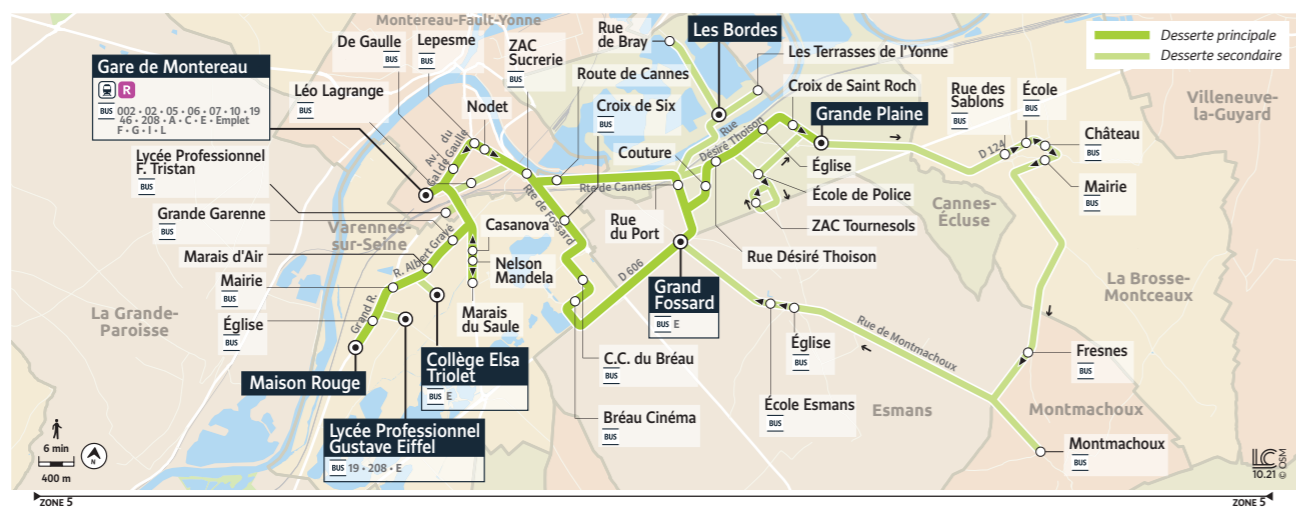 Montereau-Fault-Yonne
Desserte principale
Desserte secondaire
Rue
de Bray
Les Bordes
Les Terrasses de l'Yonne
De Gaulle
BUS
Lepesme
BUS
ZAC
Sucrerie
BUS
Gare de Montereau
R
BUS 002 • 02 • 05 • 06 • 07 • 10 • 19
46 • 208 • A • C • E • Emplet
F • G • I • L
Léo Lagrange
BUS
Nodet
Route de Cannes
Croix de Six
Croix de Saint Roch
Grande Plaine
Rue des
Sablons
BUS
École
BUS
Villeneuve-
la-Guyard
Château
BUS
Mairie
BUS
D 124
Av. du
Gal de Gaulle
Rue
Désiré Thoison
Couture
Église
École de Police
ZAC Tournesols
Rue Désiré Thoison
Rte de Cannes
Rte de Fossard
Rue
du Port
Cannes-
Écluse
Lycée Professionnel
F. Tristan
BUS
Grande Garenne
BUS
Varennes-
sur-Seine
Marais d'Air
R. Albert Grave
Casanova
Nelson
Mandela
Marais
du Saule
BUS
Mairie
BUS
Église
BUS
Grand R.
La Grande-
Paroisse
Maison Rouge
Collège Elsa
Triolet
BUS E
Lycée Professionnel
Gustave Eiffel
BUS 19 • 208 • E
D 606
Grand
Fossard
BUS E
C.C. du Bréau
BUS
Bréau Cinéma
BUS
Église
BUS
École Esmans
BUS
Rue de Montmachoux
Esmans
La Brosse-
Montceaux
Fresnes
BUS
Montmachoux
Montmachoux
BUS
6 min
400 m
N
LC
10.21 © OSM
ZONE 5
ZONE 5